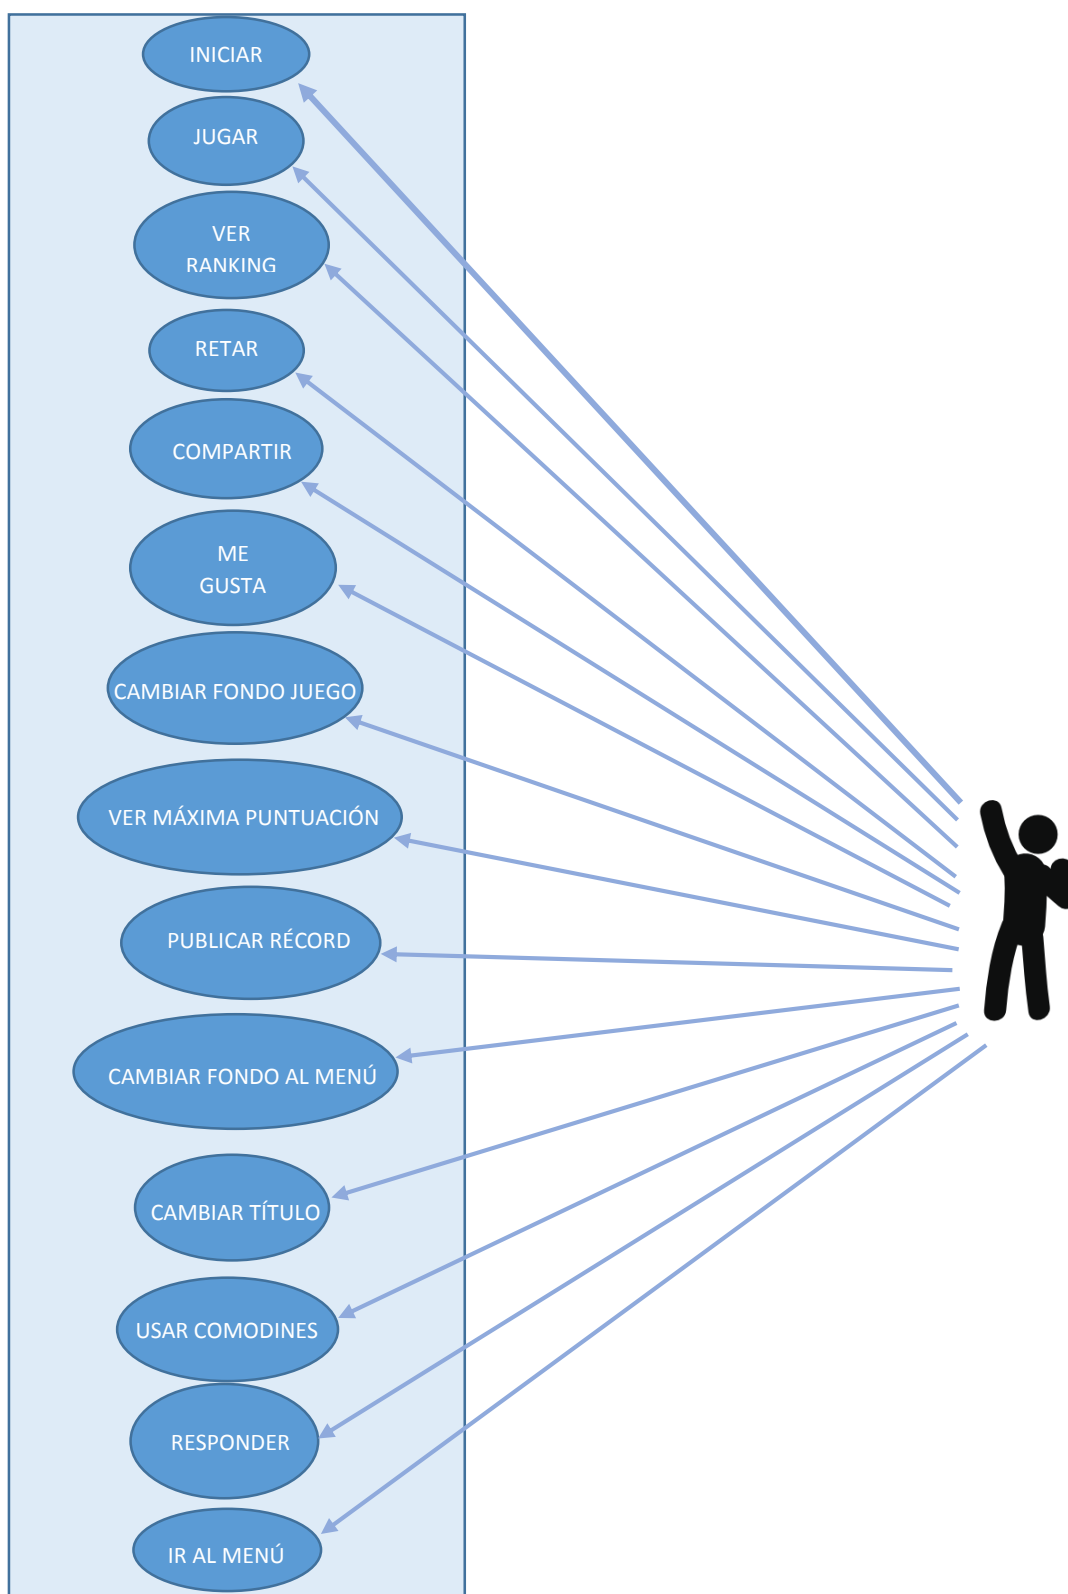 INICIAR
JUGAR
VER
RANKING
RETAR
COMPARTIR
ME
GUSTA
CAMBIAR FONDO JUEGO
VER MÁXIMA PUNTUACIÓN
PUBLICAR RÉCORD
CAMBIAR FONDO AL MENÚ
CAMBIAR TÍTULO
USAR COMODINES
RESPONDER
IR AL MENÚ